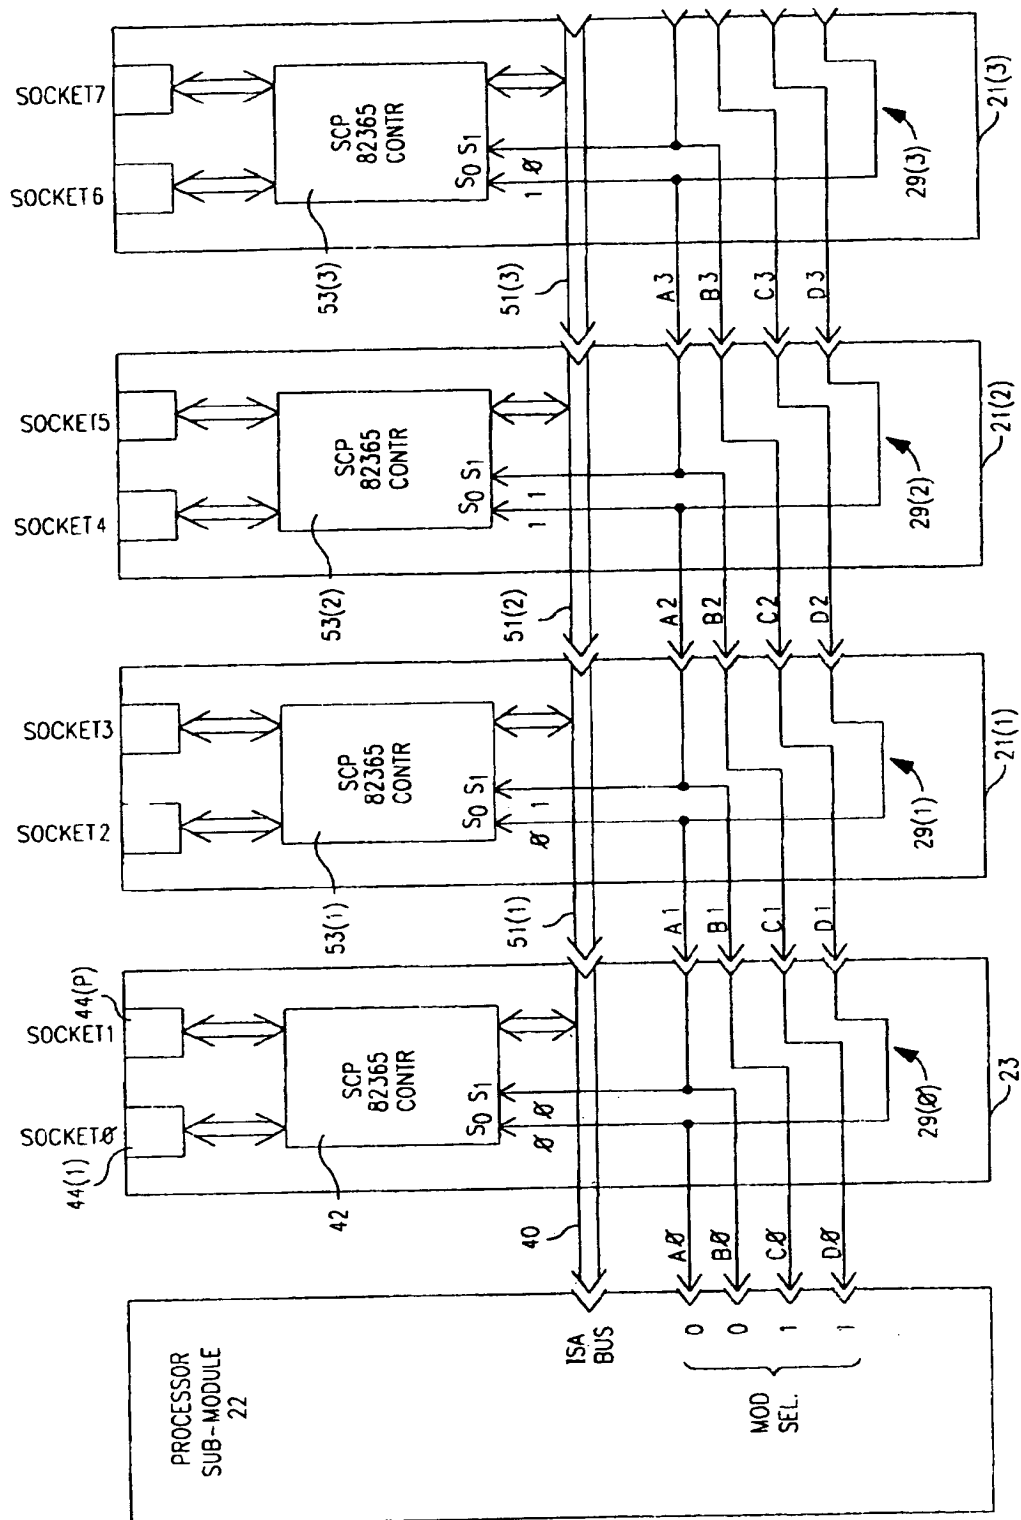 SOCKET7
SOCKET6
SCP
82365
CONTR
S0 S1
1 Ø
53(3)
51(3)
A3
B3
C3
D3
29(3)
21(3)
SOCKET5
SOCKET4
SCP
82365
CONTR
S0 S1
1 1
53(2)
51(2)
A2
B2
C2
D2
29(2)
21(2)
SOCKET3
SOCKET2
SCP
82365
CONTR
S0 S1
Ø 1
53(1)
51(1)
A1
B1
C1
D1
29(1)
21(1)
44(P)
SOCKET1
SOCKETØ
44(1)
SCP
82365
CONTR
S0 S1
Ø Ø
42
40
AØ
BØ
CØ
DØ
29(Ø)
23
PROCESSOR
SUB-MODULE
22
ISA
BUS
0
0
1
1
MOD
SEL.